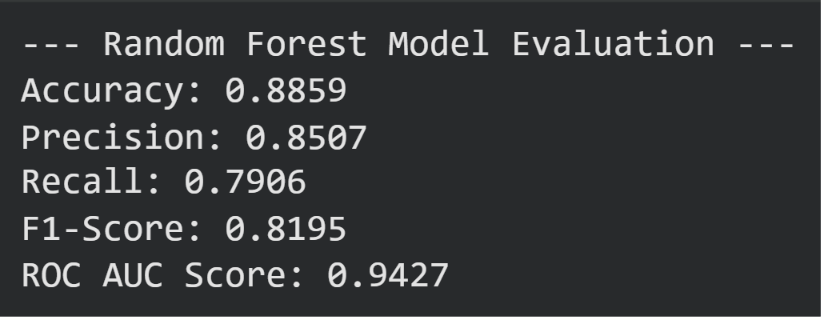 --- Random Forest Model Evaluation ---
Accuracy: 0.8859
Precision: 0.8507
Recall: 0.7906
F1-Score: 0.8195
ROC AUC Score: 0.9427